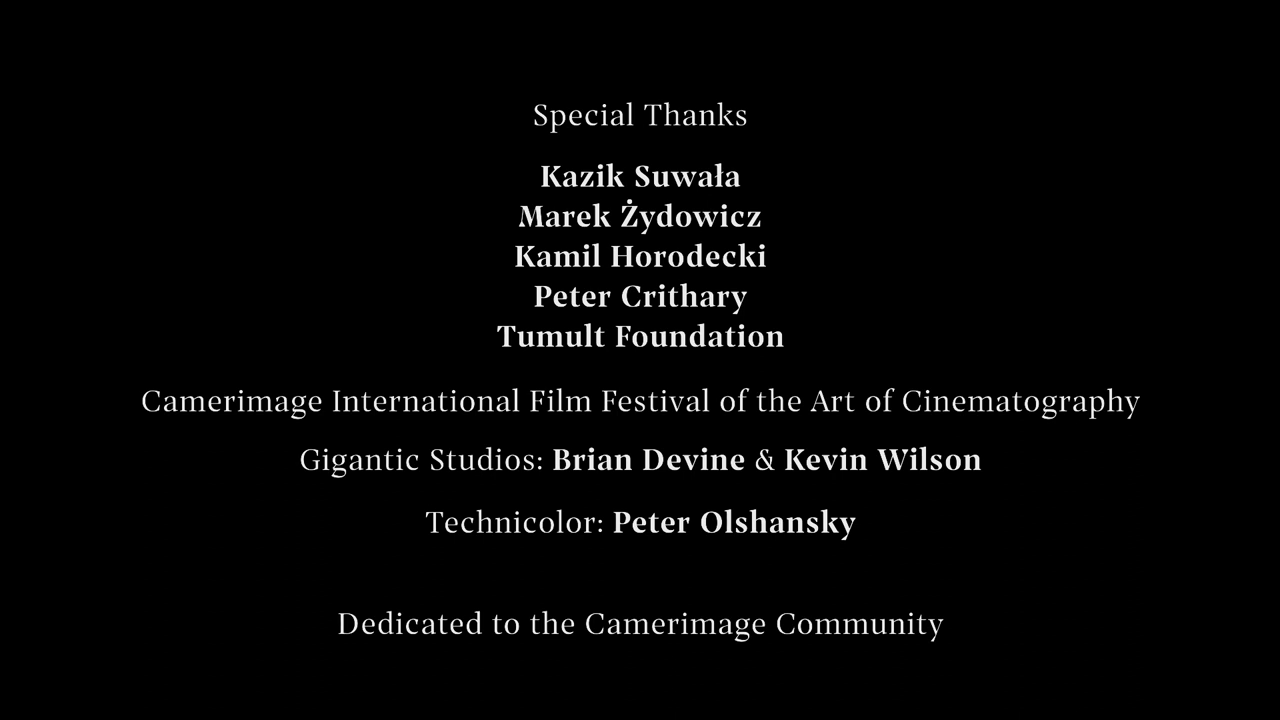 Special Thanks
Kazik Suwała
Marek Żydowicz
Kamil Horodecki
Peter Crithary
Tumult Foundation
Camerimage International Film Festival of the Art of Cinematography
Gigantic Studios: Brian Devine & Kevin Wilson
Technicolor: Peter Olshansky
Dedicated to the Camerimage Community